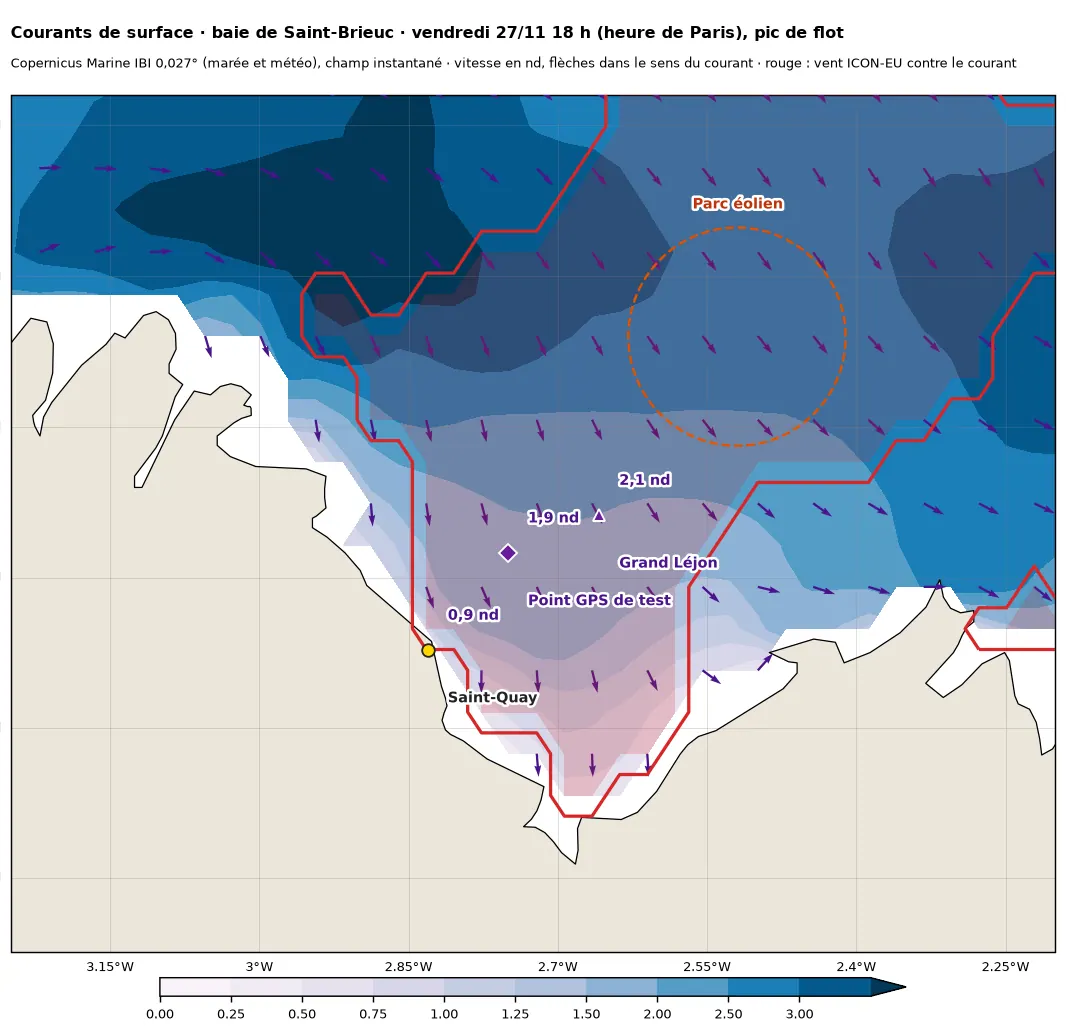 Courants de surface · baie de Saint-Brieuc · vendredi 27/11 18 h (heure de Paris), pic de flot
Copernicus Marine IBI 0,027° (marée et météo), champ instantané · vitesse en nd, flèches dans le sens du courant · rouge : vent ICON-EU contre le courant
Parc éolien
2,1 nd
1,9 nd
Grand Léjon
Point GPS de test
0,9 nd
Saint-Quay
3.15°W 3°W 2.85°W 2.7°W 2.55°W 2.4°W 2.25°W
0.00 0.25 0.50 0.75 1.00 1.25 1.50 2.00 2.50 3.00